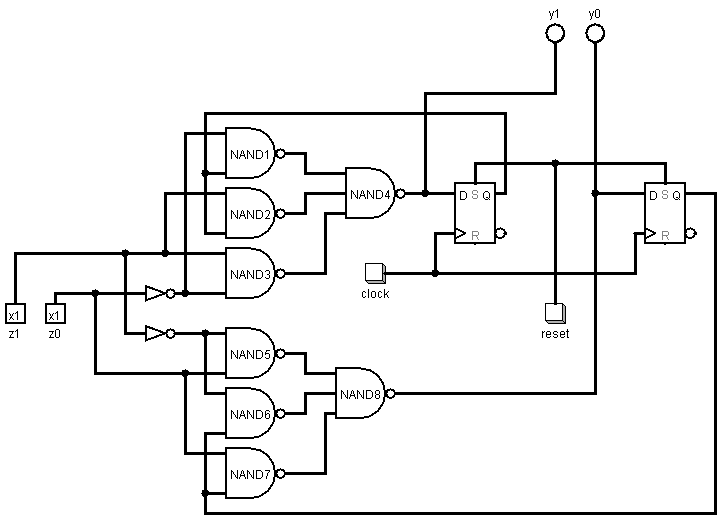 y1 y0
NAND1
NAND4
D S Q
R
D S Q
R
NAND2
NAND3
clock
x1
z1
x1
z0
reset
NAND5
NAND8
NAND6
NAND7